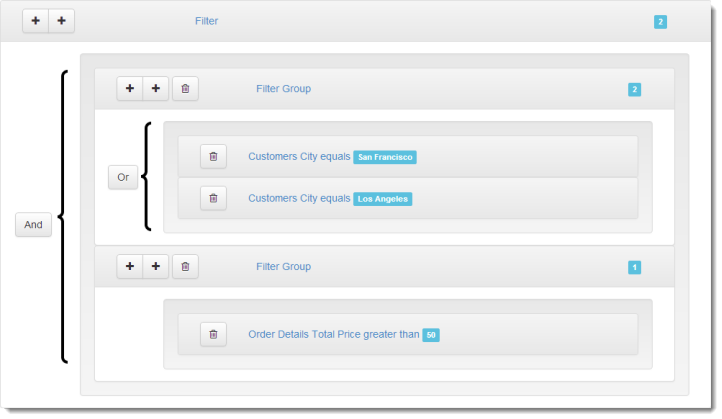 Filter 2
Filter Group 2
Customers City equals San Francisco
Or
Customers City equals Los Angeles
And
Filter Group 1
Order Details Total Price greater than 50